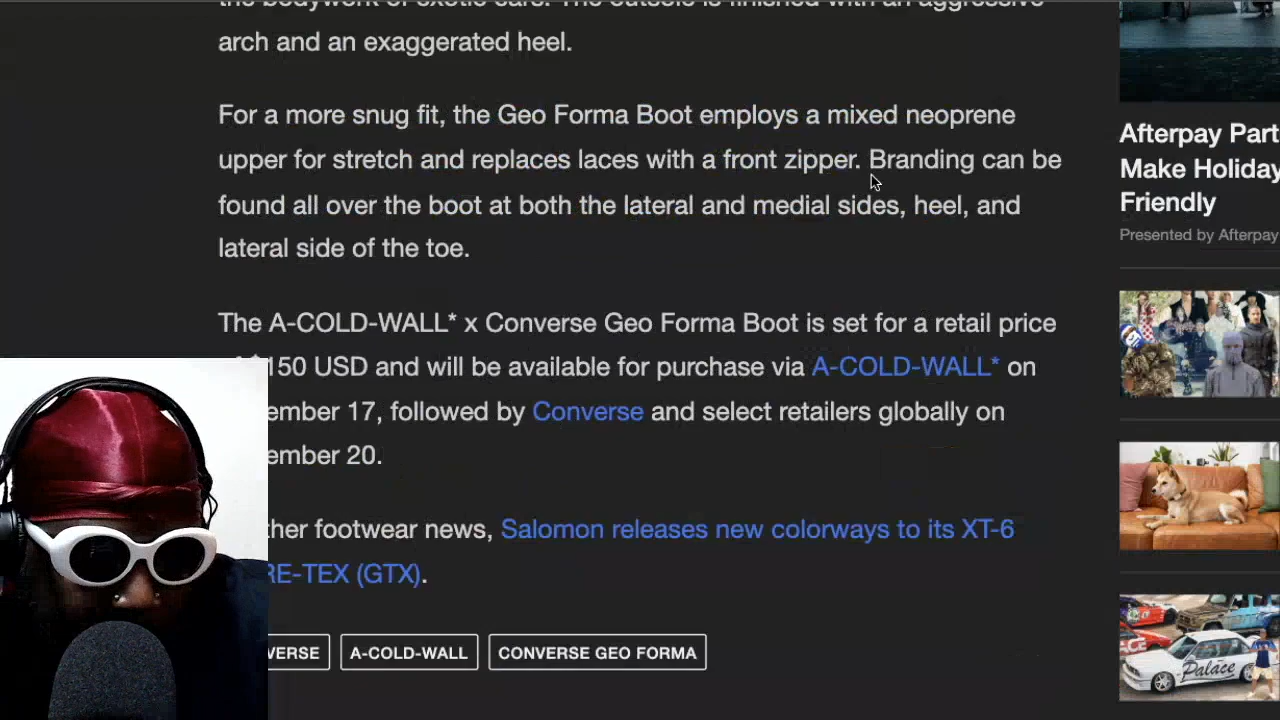 arch and an exaggerated heel.
For a more snug fit, the Geo Forma Boot employs a mixed neoprene
upper for stretch and replaces laces with a front zipper. Branding can be
found all over the boot at both the lateral and medial sides, heel, and
lateral side of the toe.
The A-COLD-WALL* x Converse Geo Forma Boot is set for a retail price
150 USD and will be available for purchase via A-COLD-WALL* on
ember 17, followed by Converse and select retailers globally on
ember 20.
ther footwear news, Salomon releases new colorways to its XT-6
RE-TEX (GTX).
VERSE
A-COLD-WALL
CONVERSE GEO FORMA
Afterpay Part
Make Holiday
Friendly
Presented by Afterpay
Palace